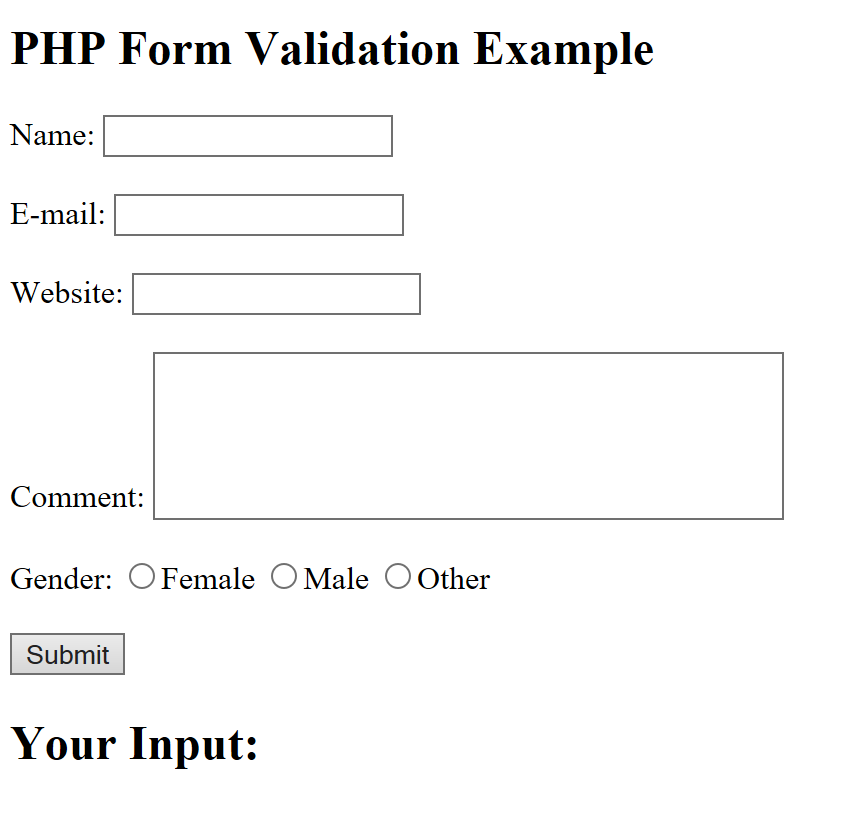 PHP Form Validation Example
Name:
E-mail:
Website:
Comment:
Gender: Female Male Other
Submit
Your Input: